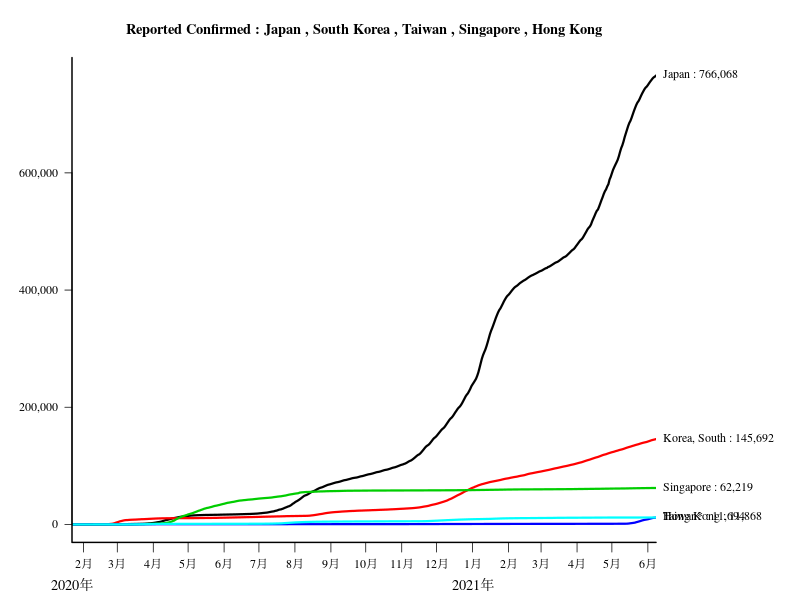 Reported Confirmed : Japan , South Korea , Taiwan , Singapore , Hong Kong
Japan : 766,068
600,000
400,000
200,000
Korea, South : 145,692
Singapore : 62,219
0
2月 3月 4月 5月 6月 7月 8月 9月 10月 11月 12月 1月 2月 3月 4月 5月 6月
2020年 2021年